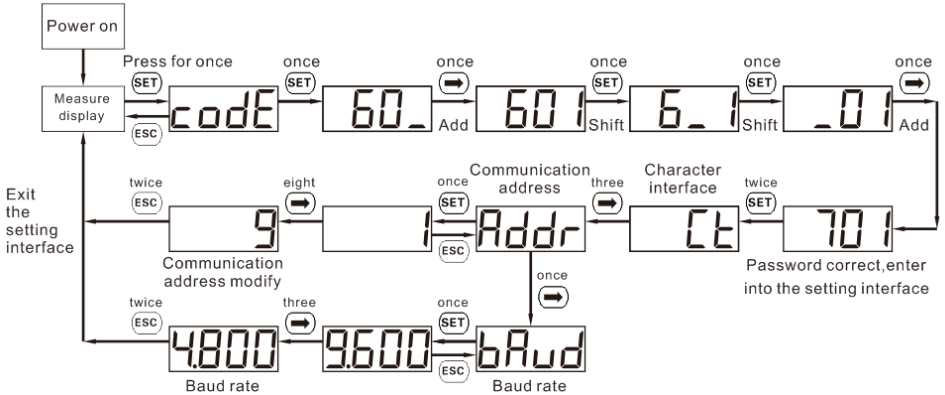 Power on
Press for once
once
once
once
once
once
SET
SET
➡
SET
SET
➡
Measure
display
codE
60_
601
6_1
_01
ESC
Add
Shift
Shift
Add
Exit
the
setting
interface
twice
eight
once
Communication
address
three
Character
interface
twice
ESC
➡
SET
➡
SET
9
1
Addr
Ct
701
ESC
Communication
address modify
Password correct,enter
into the setting interface
once
➡
twice
three
once
ESC
➡
SET
4.800
9.600
bAud
ESC
Baud rate
Baud rate